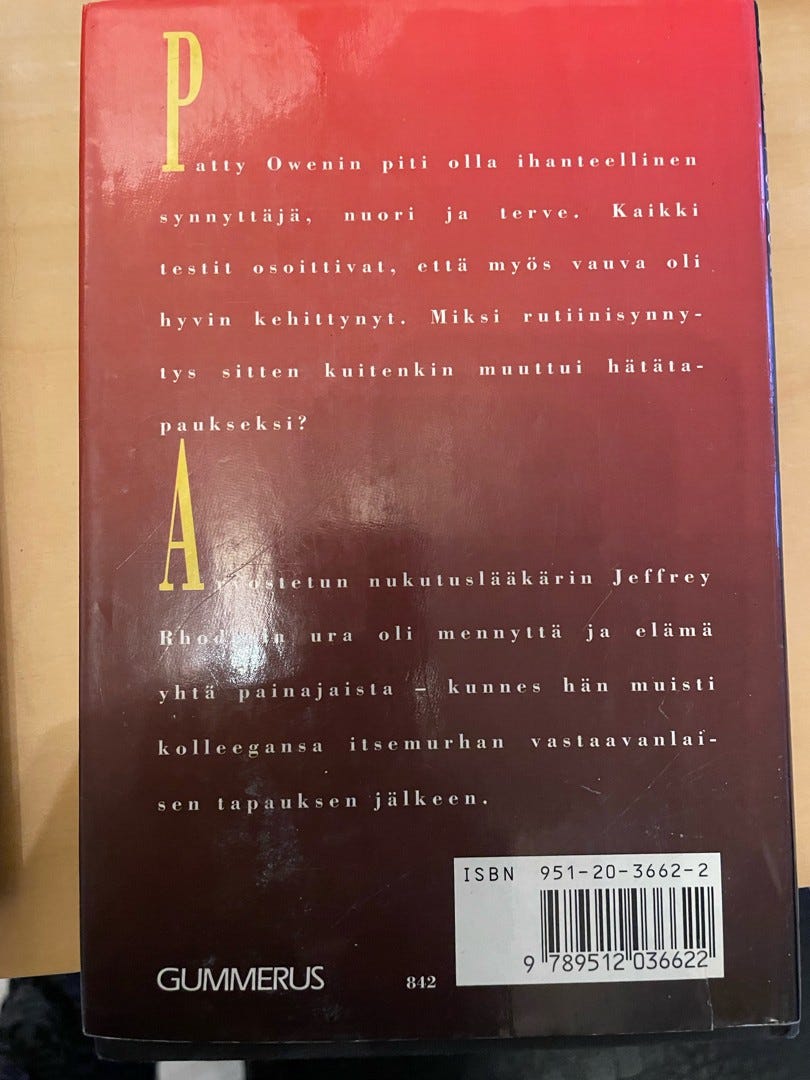 Patty Owenin piti olla ihanteellinen
synnyttäjä, nuori ja terve. Kaikki
testit osoittivat, että myös vauva oli
hyvin kehittynyt. Miksi rutiinisynny-
tys sitten kuitenkin muuttui hätäta-
paukseksi?
Arvostetun nukutuslääkärin Jeffrey
ura oli mennyttä ja elämä
yhtä painajaista – kunnes hän muisti
kolleegansa itsemurhan vastaavanlai-
sen tapauksen jälkeen.
ISBN 951-20-3662-2
9 789512 036622
GUMMERUS 842